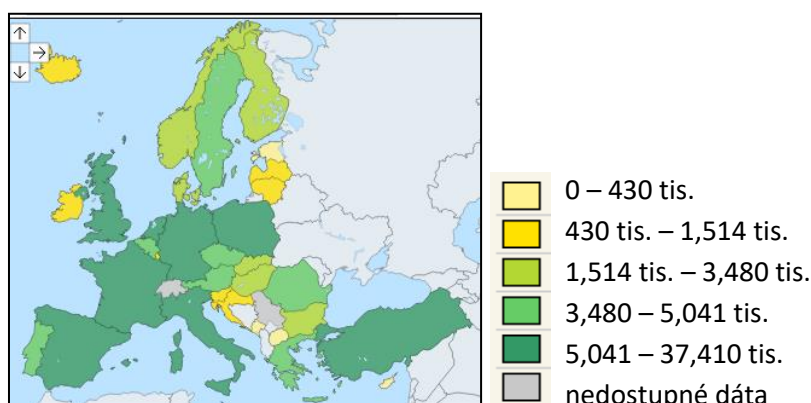 0 – 430 tis.
430 tis. – 1,514 tis.
1,514 tis. – 3,480 tis.
3,480 – 5,041 tis.
5,041 – 37,410 tis.
nedostupné dáta